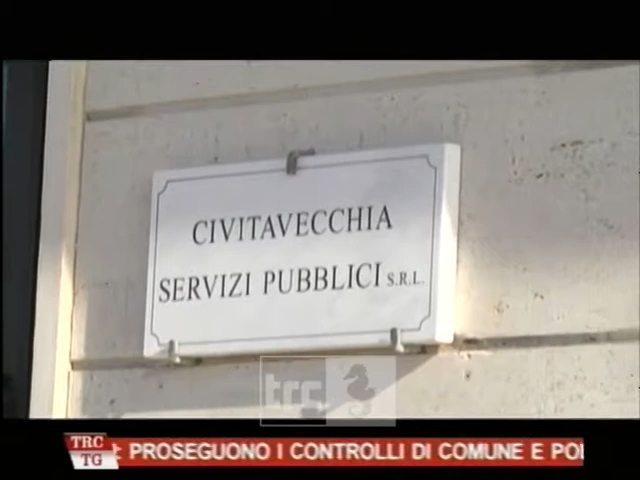 CIVITAVECCHIA
SERVIZI PUBBLICI S.R.L.
trc
TRC
TG
: PROSEGUONO I CONTROLLI DI COMUNE E